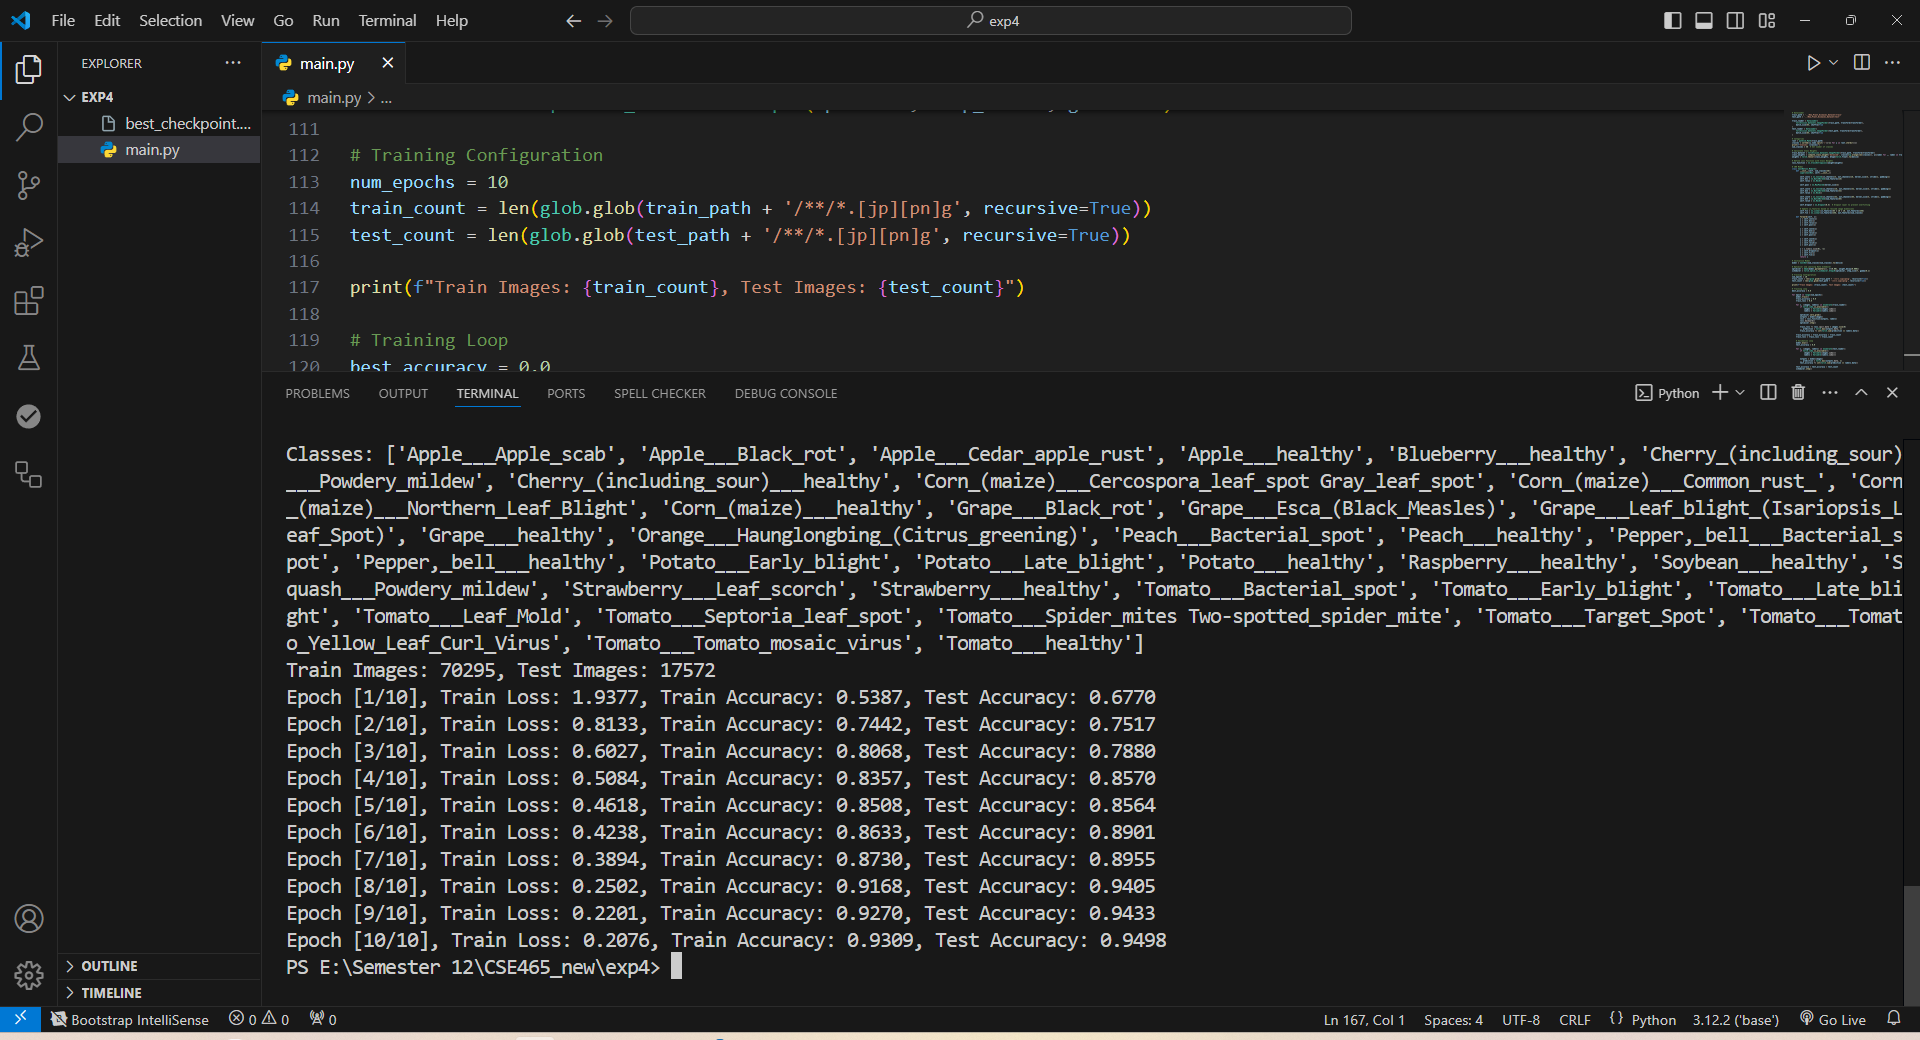 File Edit Selection View Go Run Terminal Help
exp4
EXPLORER
main.py
EXP4
main.py > ...
best_checkpoint....
main.py
111
112 # Training Configuration
113 num_epochs = 10
114 train_count = len(glob.glob(train_path + '/**/*.[jp][pn]g', recursive=True))
115 test_count = len(glob.glob(test_path + '/**/*.[jp][pn]g', recursive=True))
116
117 print(f"Train Images: {train_count}, Test Images: {test_count}")
118
119 # Training Loop
120 best_accuracy = 0.0
PROBLEMS OUTPUT TERMINAL PORTS SPELL CHECKER DEBUG CONSOLE
Python
Classes: ['Apple___Apple_scab', 'Apple___Black_rot', 'Apple___Cedar_apple_rust', 'Apple___healthy', 'Blueberry___healthy', 'Cherry_(including_sour)
___Powdery_mildew', 'Cherry_(including_sour)___healthy', 'Corn_(maize)___Cercospora_leaf_spot Gray_leaf_spot', 'Corn_(maize)___Common_rust_', 'Corn
_(maize)___Northern_Leaf_Blight', 'Corn_(maize)___healthy', 'Grape___Black_rot', 'Grape___Esca_(Black_Measles)', 'Grape___Leaf_blight_(Isariopsis_L
eaf_Spot)', 'Grape___healthy', 'Orange___Haunglongbing_(Citrus_greening)', 'Peach___Bacterial_spot', 'Peach___healthy', 'Pepper,_bell___Bacterial_s
pot', 'Pepper,_bell___healthy', 'Potato___Early_blight', 'Potato___Late_blight', 'Potato___healthy', 'Raspberry___healthy', 'Soybean___healthy', 'S
quash___Powdery_mildew', 'Strawberry___Leaf_scorch', 'Strawberry___healthy', 'Tomato___Bacterial_spot', 'Tomato___Early_blight', 'Tomato___Late_bli
ght', 'Tomato___Leaf_Mold', 'Tomato___Septoria_leaf_spot', 'Tomato___Spider_mites Two-spotted_spider_mite', 'Tomato___Target_Spot', 'Tomato___Tomat
o_Yellow_Leaf_Curl_Virus', 'Tomato___Tomato_mosaic_virus', 'Tomato___healthy']
Train Images: 70295, Test Images: 17572
Epoch [1/10], Train Loss: 1.9377, Train Accuracy: 0.5387, Test Accuracy: 0.6770
Epoch [2/10], Train Loss: 0.8133, Train Accuracy: 0.7442, Test Accuracy: 0.7517
Epoch [3/10], Train Loss: 0.6027, Train Accuracy: 0.8068, Test Accuracy: 0.7880
Epoch [4/10], Train Loss: 0.5084, Train Accuracy: 0.8357, Test Accuracy: 0.8570
Epoch [5/10], Train Loss: 0.4618, Train Accuracy: 0.8508, Test Accuracy: 0.8564
Epoch [6/10], Train Loss: 0.4238, Train Accuracy: 0.8633, Test Accuracy: 0.8901
Epoch [7/10], Train Loss: 0.3894, Train Accuracy: 0.8730, Test Accuracy: 0.8955
Epoch [8/10], Train Loss: 0.2502, Train Accuracy: 0.9168, Test Accuracy: 0.9405
Epoch [9/10], Train Loss: 0.2201, Train Accuracy: 0.9270, Test Accuracy: 0.9433
Epoch [10/10], Train Loss: 0.2076, Train Accuracy: 0.9309, Test Accuracy: 0.9498
PS E:\Semester 12\CSE465_new\exp4>
OUTLINE
TIMELINE
Bootstrap IntelliSense 0 0 0 Ln 167, Col 1 Spaces: 4 UTF-8 CRLF {} Python 3.12.2 ('base') Go Live